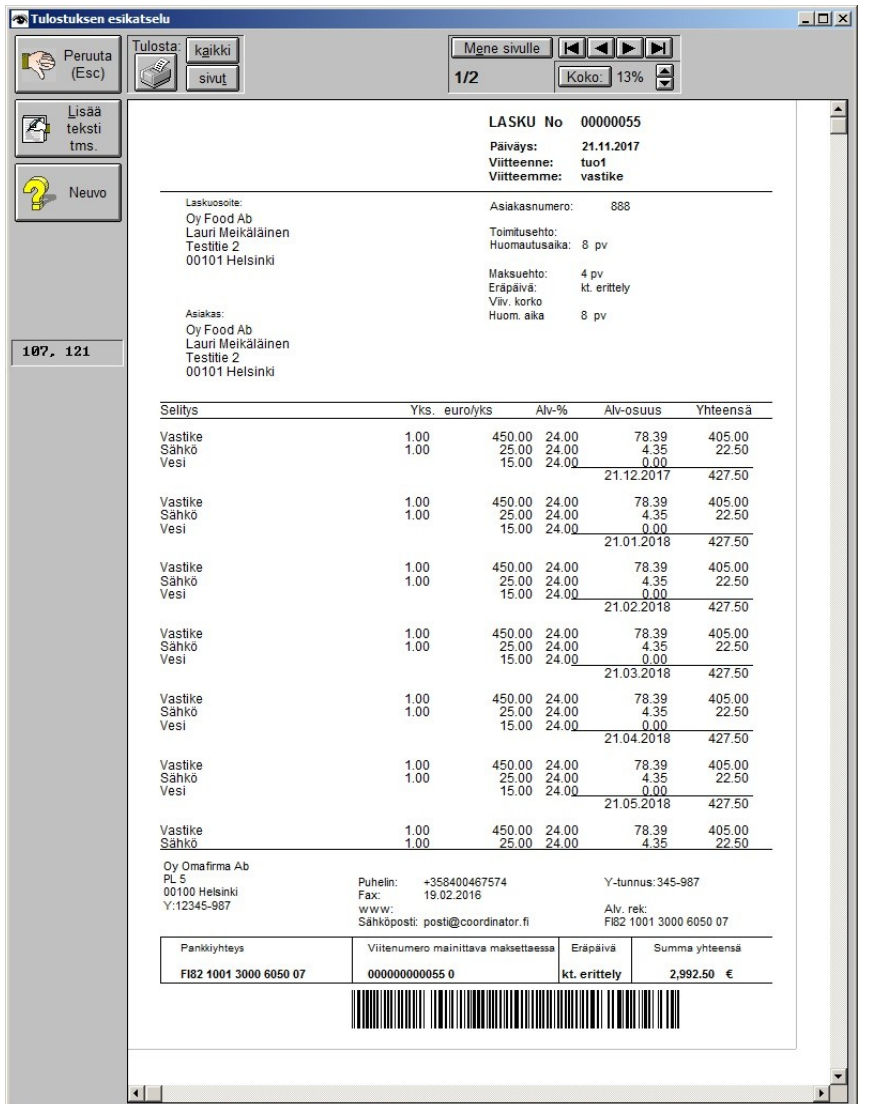 Tulostuksen esikatselu
Peruuta
(Esc)
Tulosta: kaikki
sivut
Mene sivulle
1/2 Koko: 13%
Lisää
teksti
tms.
Neuvo
107, 121
LASKU No 00000055
Päiväys: 21.11.2017
Viitteenne: tuo1
Viitteemme: vastike
Laskuosoite:
Oy Food Ab
Lauri Meikäläinen
Testitie 2
00101 Helsinki
Asiakasnumero: 888
Toimitusehto:
Huomautusaika: 8 pv
Maksuehto: 4 pv
Eräpäivä: kt. erittely
Viiv. korko
Huom. aika 8 pv
Asiakas:
Oy Food Ab
Lauri Meikäläinen
Testitie 2
00101 Helsinki
Selitys Yks. euro/yks Alv-% Alv-osuus Yhteensä
Vastike 1.00 450.00 24.00 78.39 405.00
Sähkö 1.00 25.00 24.00 4.35 22.50
Vesi 15.00 24.00 0.00
21.12.2017 427.50
Vastike 1.00 450.00 24.00 78.39 405.00
Sähkö 1.00 25.00 24.00 4.35 22.50
Vesi 15.00 24.00 0.00
21.01.2018 427.50
Vastike 1.00 450.00 24.00 78.39 405.00
Sähkö 1.00 25.00 24.00 4.35 22.50
Vesi 15.00 24.00 0.00
21.02.2018 427.50
Vastike 1.00 450.00 24.00 78.39 405.00
Sähkö 1.00 25.00 24.00 4.35 22.50
Vesi 15.00 24.00 0.00
21.03.2018 427.50
Vastike 1.00 450.00 24.00 78.39 405.00
Sähkö 1.00 25.00 24.00 4.35 22.50
Vesi 15.00 24.00 0.00
21.04.2018 427.50
Vastike 1.00 450.00 24.00 78.39 405.00
Sähkö 1.00 25.00 24.00 4.35 22.50
Vesi 15.00 24.00 0.00
21.05.2018 427.50
Vastike 1.00 450.00 24.00 78.39 405.00
Sähkö 1.00 25.00 24.00 4.35 22.50
Oy Omafirma Ab
PL 5
00100 Helsinki
Y:12345-987
Puhelin: +358400467574
Fax: 19.02.2016
www:
Sähköposti: posti@coordinator.fi
Y-tunnus:345-987
Alv. rek:
FI82 1001 3000 6050 07
Pankkiyhteys Viitenumero mainittava maksettaessa Eräpäivä Summa yhteensä
FI82 1001 3000 6050 07 000000000055 0 kt. erittely 2,992.50 €